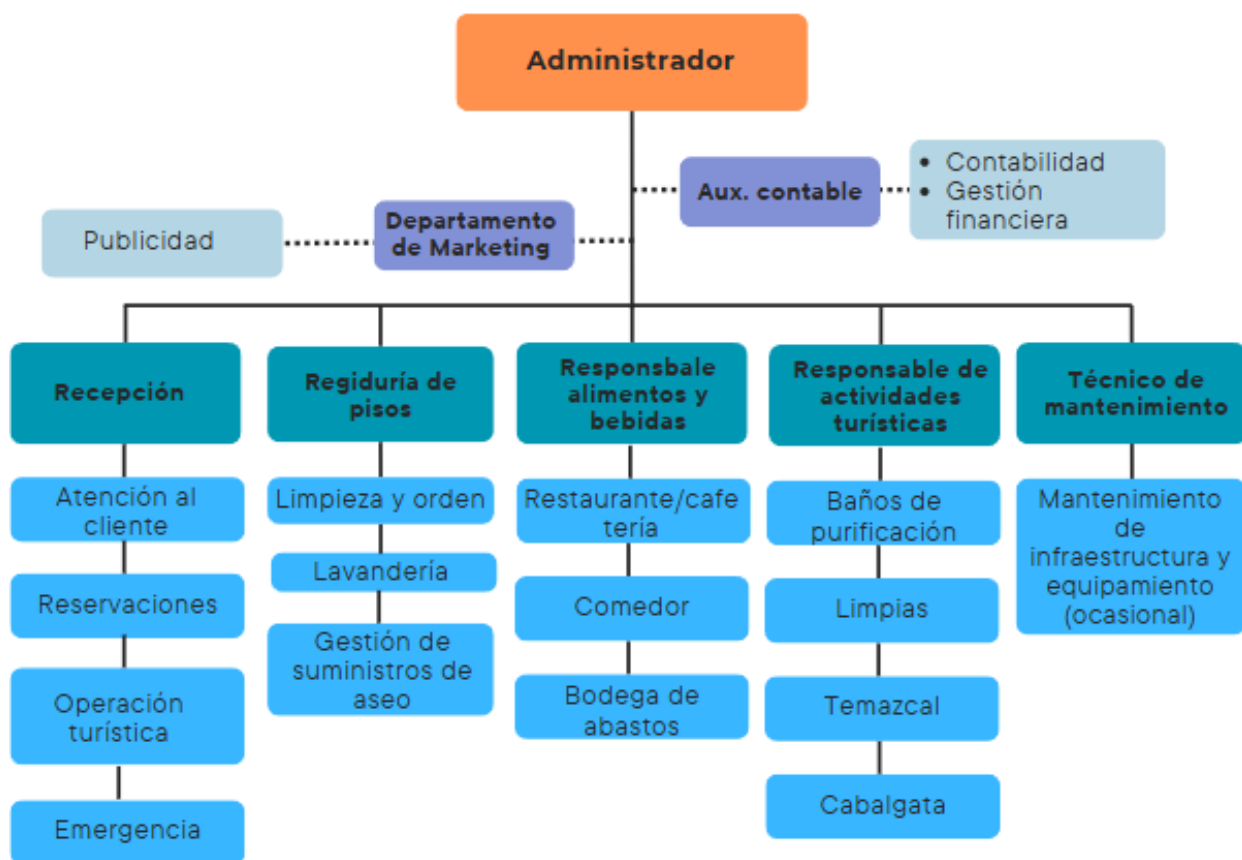 Administrador
• Contabilidad
• Gestión
financiera
Aux. contable
Departamento
de Marketing
Publicidad
Recepción
Regiduría de
pisos
Responsbale
alimentos y
bebidas
Responsable de
actividades
turísticas
Técnico de
mantenimiento
Atención al
cliente
Reservaciones
Operación
turística
Emergencia
Limpieza y orden
Lavandería
Gestión de
suministros de
aseo
Restaurante/cafe
tería
Comedor
Bodega de
abastos
Baños de
purificación
Limpias
Temazcal
Cabalgata
Mantenimiento
de
infraestructura y
equipamiento
(ocasional)